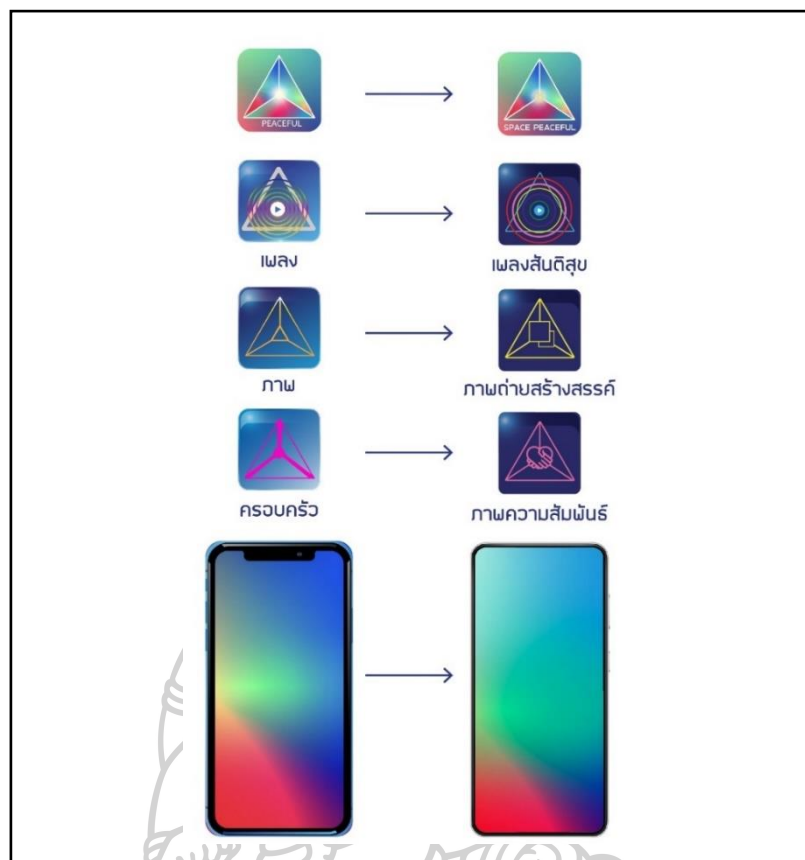 PEACEFUL
SPACE PEACEFUL
เพลง
เพลงสันติสุข
ภาพ
ภาพถ่ายสร้างสรรค์
ครอบครัว
ภาพความสัมพันธ์